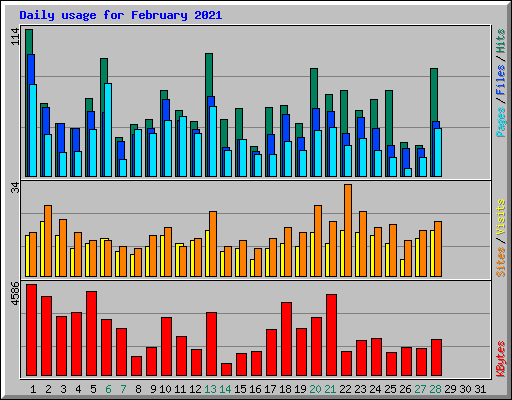 Daily usage for February 2021
114
34
4586
Pages / Files / Hits
Sites / Visits
KBytes
1 2 3 4 5 6 7 8 9 10 11 12 13 14 15 16 17 18 19 20 21 22 23 24 25 26 27 28 29 30 31